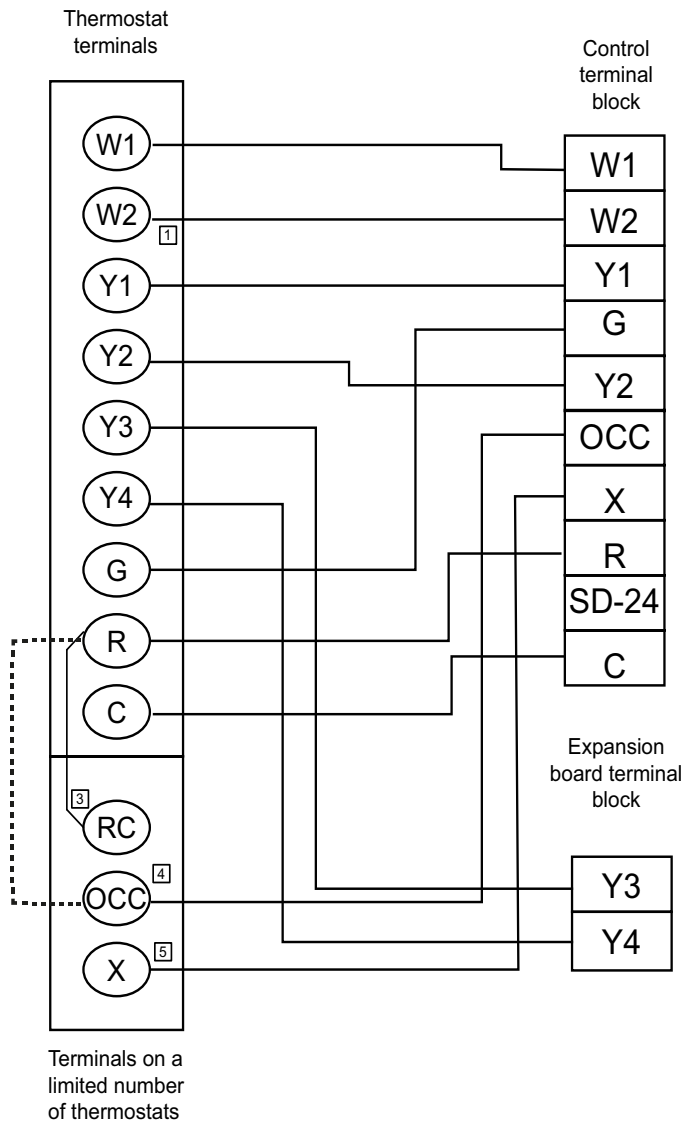 Thermostat
terminals
W1
W2
1
Y1
Y2
Y3
Y4
G
R
C
3
RC
4
OCC
5
X
Terminals on a
limited number
of thermostats
Control
terminal
block
W1
W2
Y1
G
Y2
OCC
X
R
SD-24
C
Expansion
board terminal
block
Y3
Y4